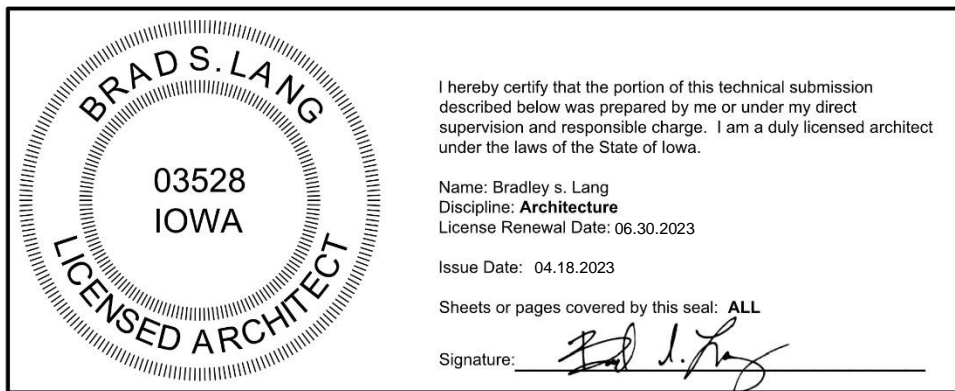 BRAD S. LANG
03528
IOWA
LICENSED ARCHITECT
I hereby certify that the portion of this technical submission
described below was prepared by me or under my direct
supervision and responsible charge. I am a duly licensed architect
under the laws of the State of Iowa.
Name: Bradley s. Lang
Discipline: Architecture
License Renewal Date: 06.30.2023
Issue Date: 04.18.2023
Sheets or pages covered by this seal: ALL
Signature: Brad S. Lang